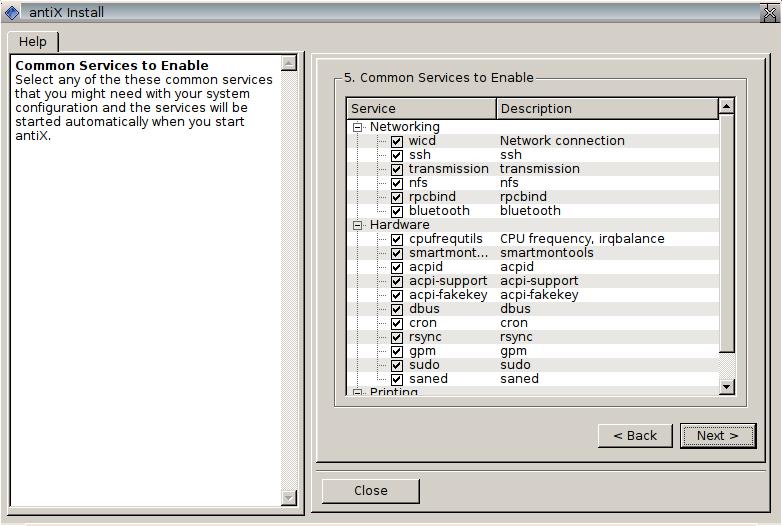 antiX Install
Help
Common Services to Enable
Select any of the these common services
that you might need with your system
configuration and the services will be
started automatically when you start
antiX.
5. Common Services to Enable
Service Description
Networking
wicd Network connection
ssh ssh
transmission transmission
nfs nfs
rpcbind rpcbind
bluetooth bluetooth
Hardware
cpufrequtils CPU frequency, irqbalance
smartmont... smartmontools
acpid acpid
acpi-support acpi-support
acpi-fakekey acpi-fakekey
dbus dbus
cron cron
rsync rsync
gpm gpm
sudo sudo
saned saned
Printing
< Back Next >
Close